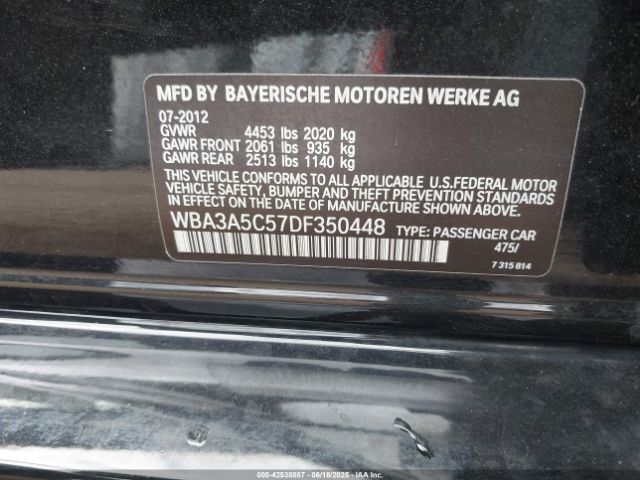 MFD BY BAYERISCHE MOTOREN WERKE AG
07-2012
GVWR 4453 lbs 2020 kg
GAWR FRONT 2061 lbs 935 kg
GAWR REAR 2513 lbs 1140 kg
THIS VEHICLE CONFORMS TO ALL APPLICABLE U.S.FEDERAL MOTOR
VEHICLE SAFETY, BUMPER AND THEFT PREVENTION STANDARDS
IN EFFECT ON THE DATE OF MANUFACTURE SHOWN ABOVE.
WBA3A5C57DF350448 TYPE: PASSENGER CAR
475/
7 315 814
000-42538887 06/18/2025 IAAI.COM